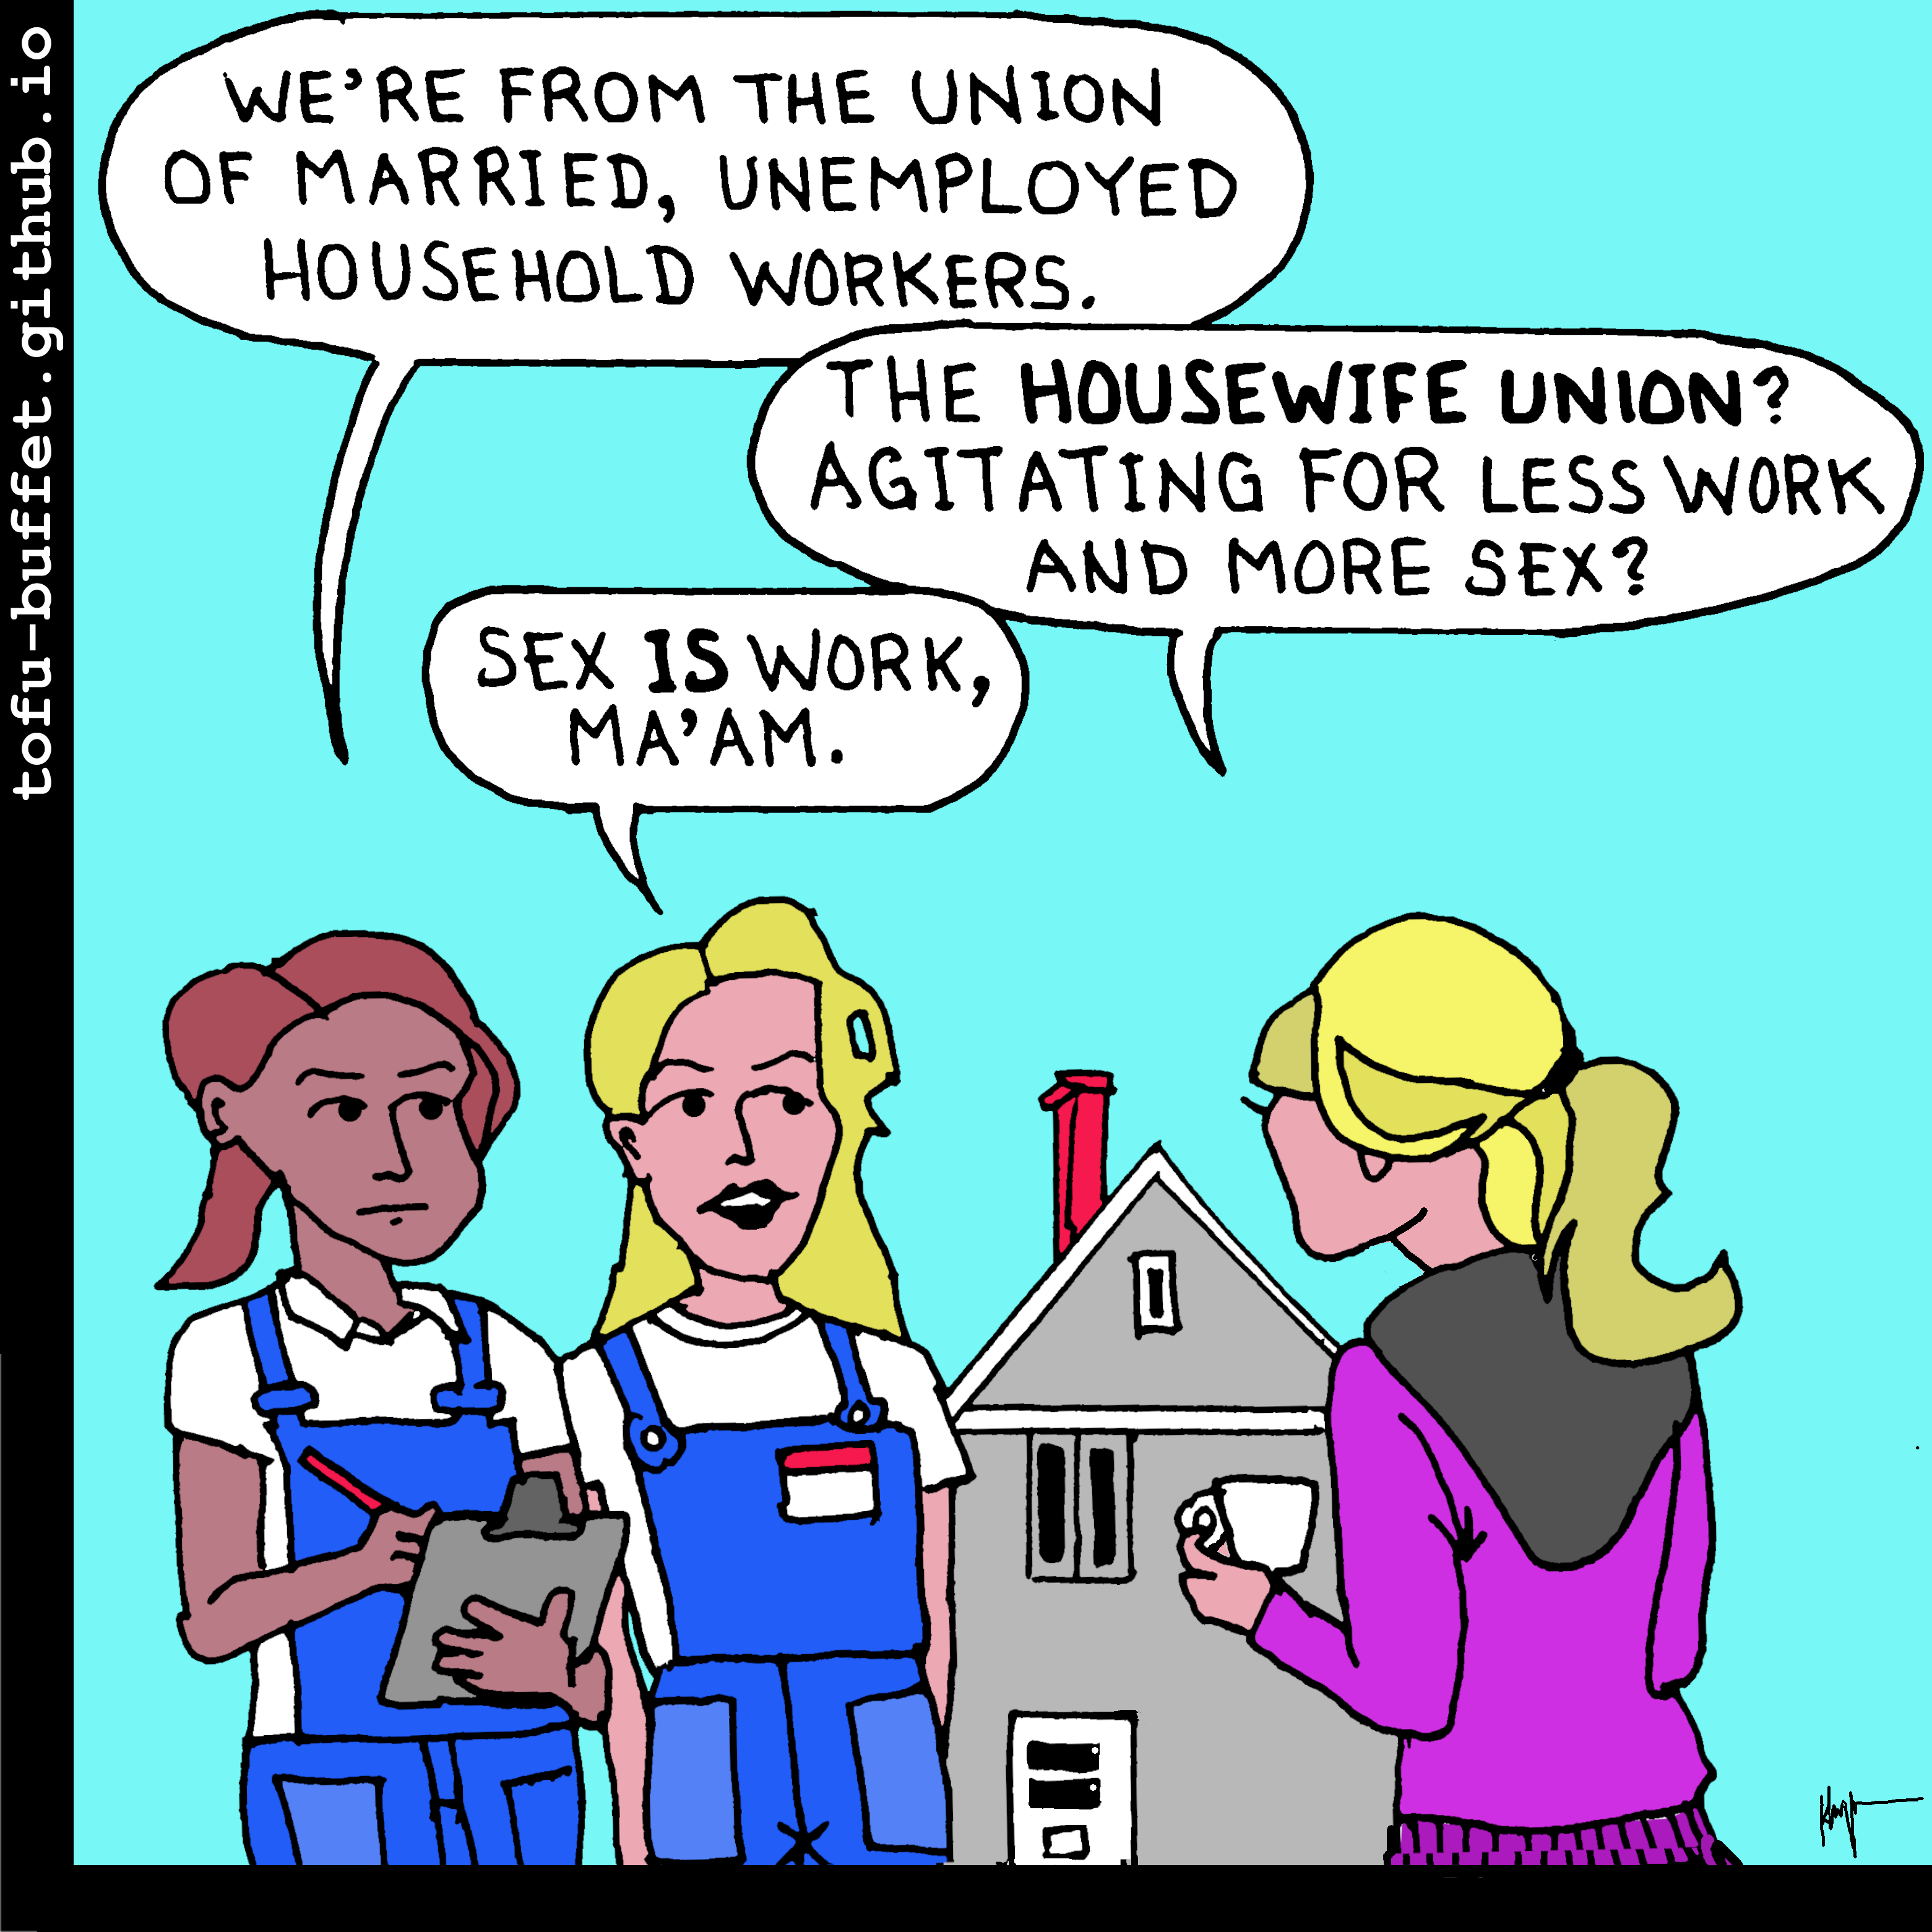 tofu-buffet.github.io
WE'RE FROM THE UNION
OF MARRIED, UNEMPLOYED
HOUSEHOLD WORKERS.
THE HOUSEWIFE UNION?
AGITATING FOR LESS WORK
AND MORE SEX?
SEX IS WORK,
MA'AM.